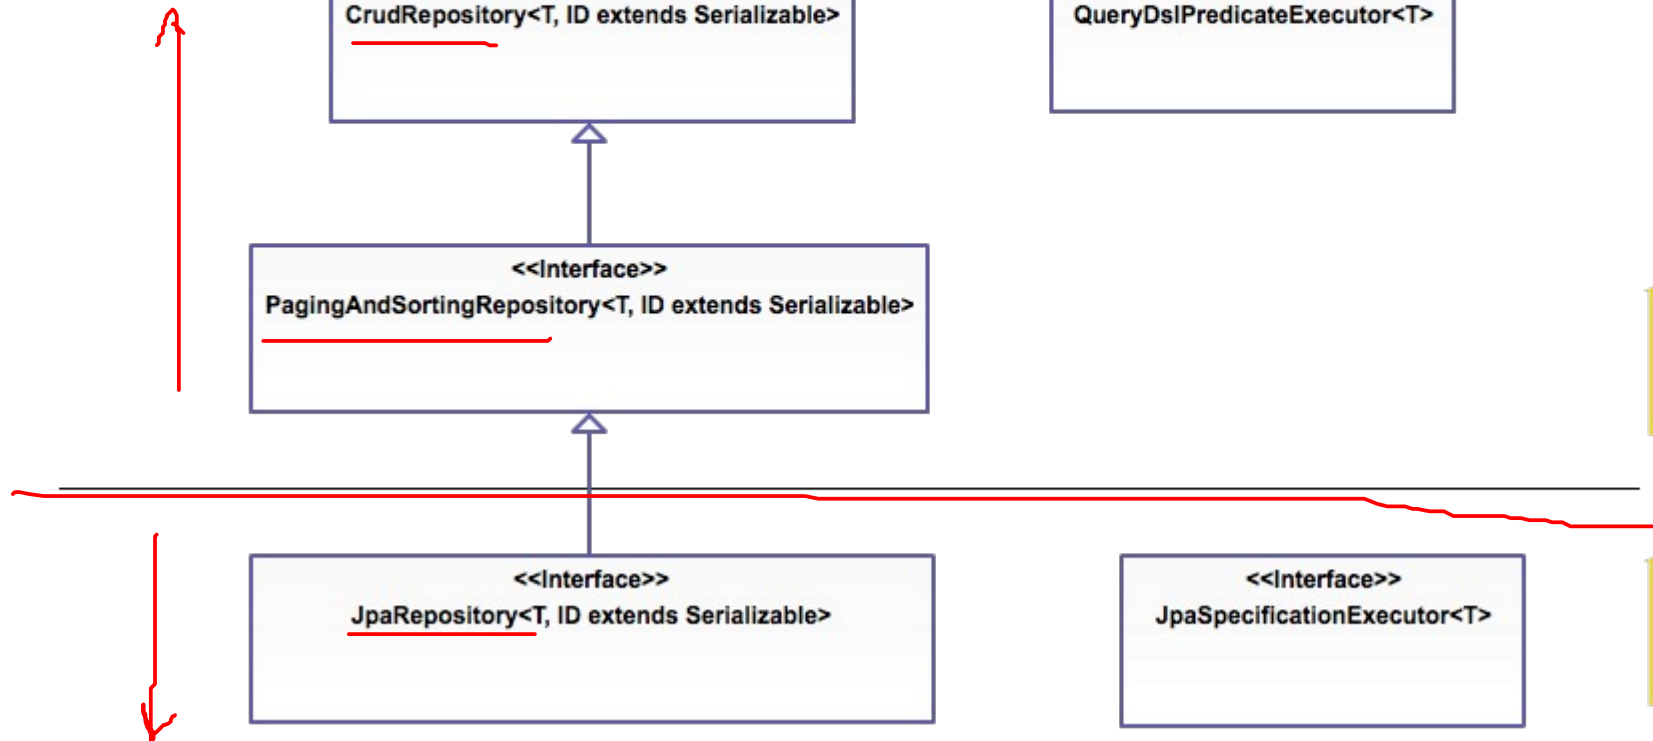 CrudRepository<T, ID extends Serializable>
QueryDslPredicateExecutor<T>
<<Interface>>
PagingAndSortingRepository<T, ID extends Serializable>
<<Interface>>
JpaRepository<T, ID extends Serializable>
<<Interface>>
JpaSpecificationExecutor<T>